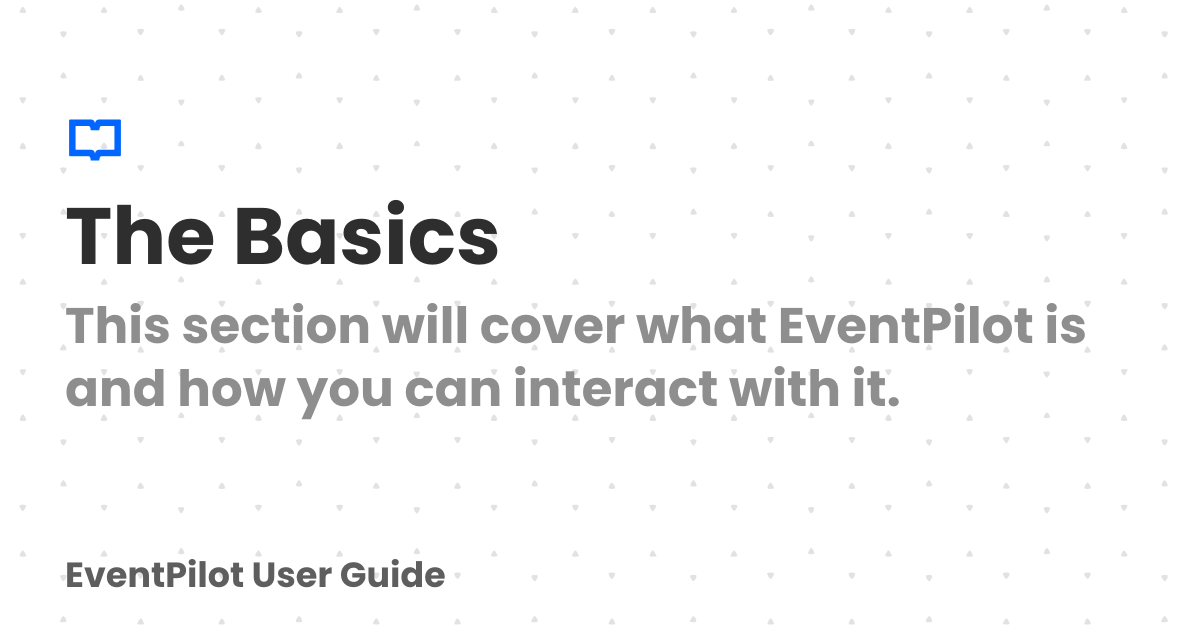 The Basics
This section will cover what EventPilot is
and how you can interact with it.
EventPilot User Guide